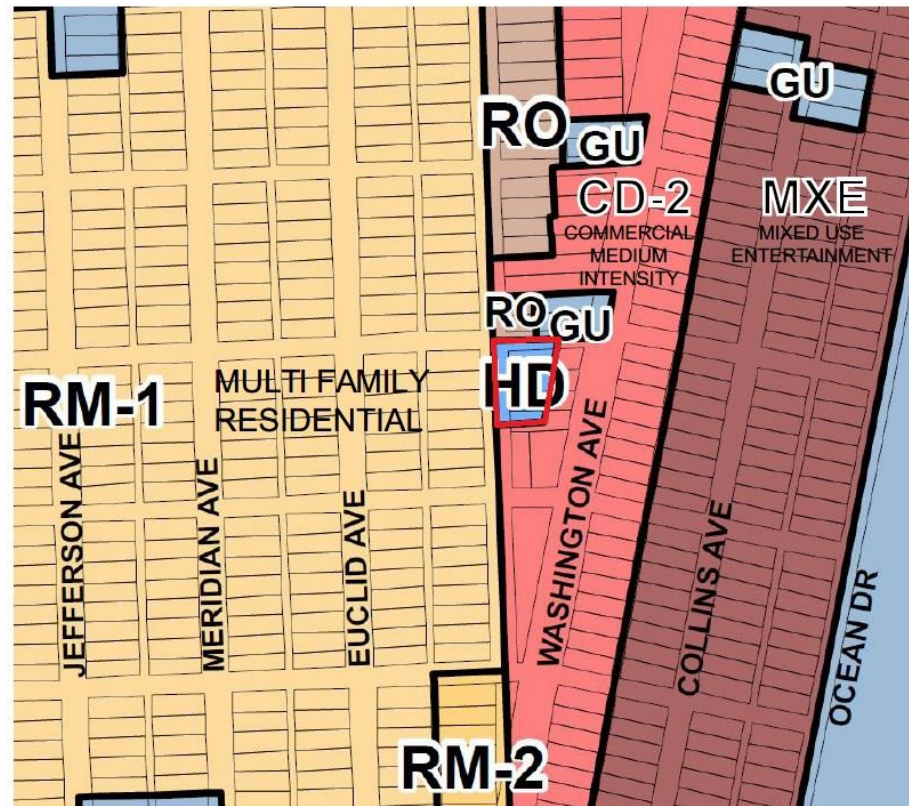 GU
RO
GU
CD-2
COMMERCIAL
MEDIUM
INTENSITY
MXE
MIXED USE
ENTERTAINMENT
RO
GU
HD
RM-1
MULTI FAMILY
RESIDENTIAL
JEFFERSON AVE
MERIDIAN AVE
EUCLID AVE
WASHINGTON AVE
COLLINS AVE
OCEAN DR
RM-2